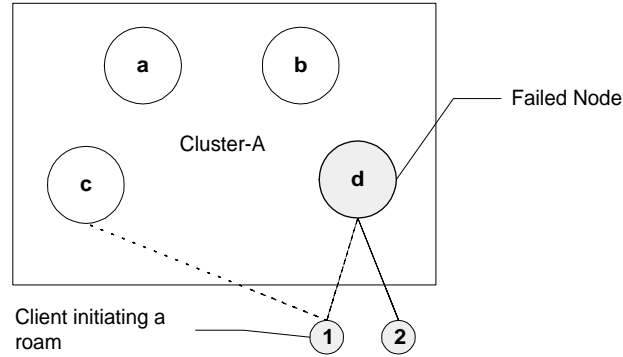 a
b
Failed Node
Cluster-A
c
d
Client initiating a
roam
1
2